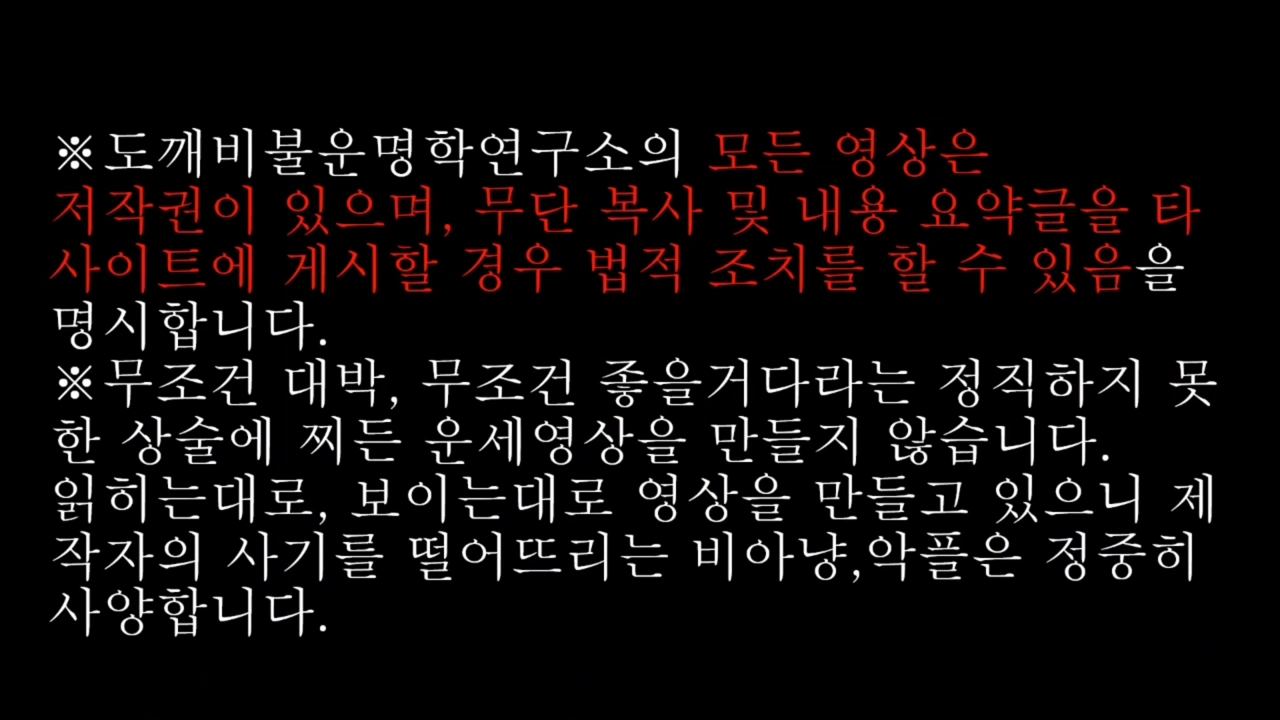 ※도깨비불운명학연구소의 모든 영상은
저작권이 있으며, 무단 복사 및 내용 요약글을 타
사이트에 게시할 경우 법적 조치를 할 수 있음을
명시합니다.
※무조건 대박, 무조건 좋을거다라는 정직하지 못
한 상술에 찌든 운세영상을 만들지 않습니다.
읽히는대로, 보이는대로 영상을 만들고 있으니 제
작자의 사기를 떨어뜨리는 비아냥,악플은 정중히
사양합니다.